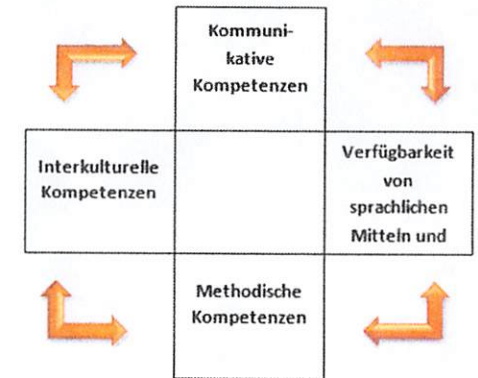 Kommuni-
kative
Kompetenzen
Interkulturelle
Kompetenzen
Verfügbarkeit
von
sprachlichen
Mitteln und
Methodische
Kompetenzen